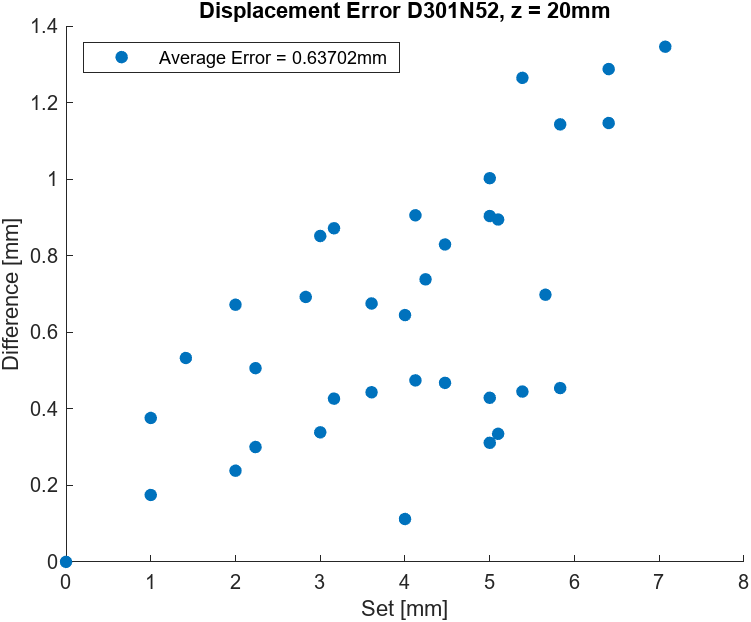 Displacement Error D301N52, z = 20mm
Average Error = 0.63702mm
1.4
1.2
1
0.8
0.6
0.4
0.2
0
Difference [mm]
0 1 2 3 4 5 6 7 8
Set [mm]